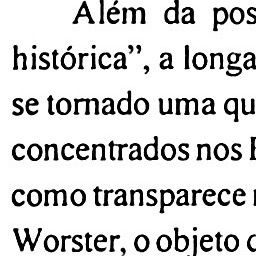 Além da pos
histórica”, a longa
se tornado uma qu
concentrados nos
como transparece
Worster, o objeto